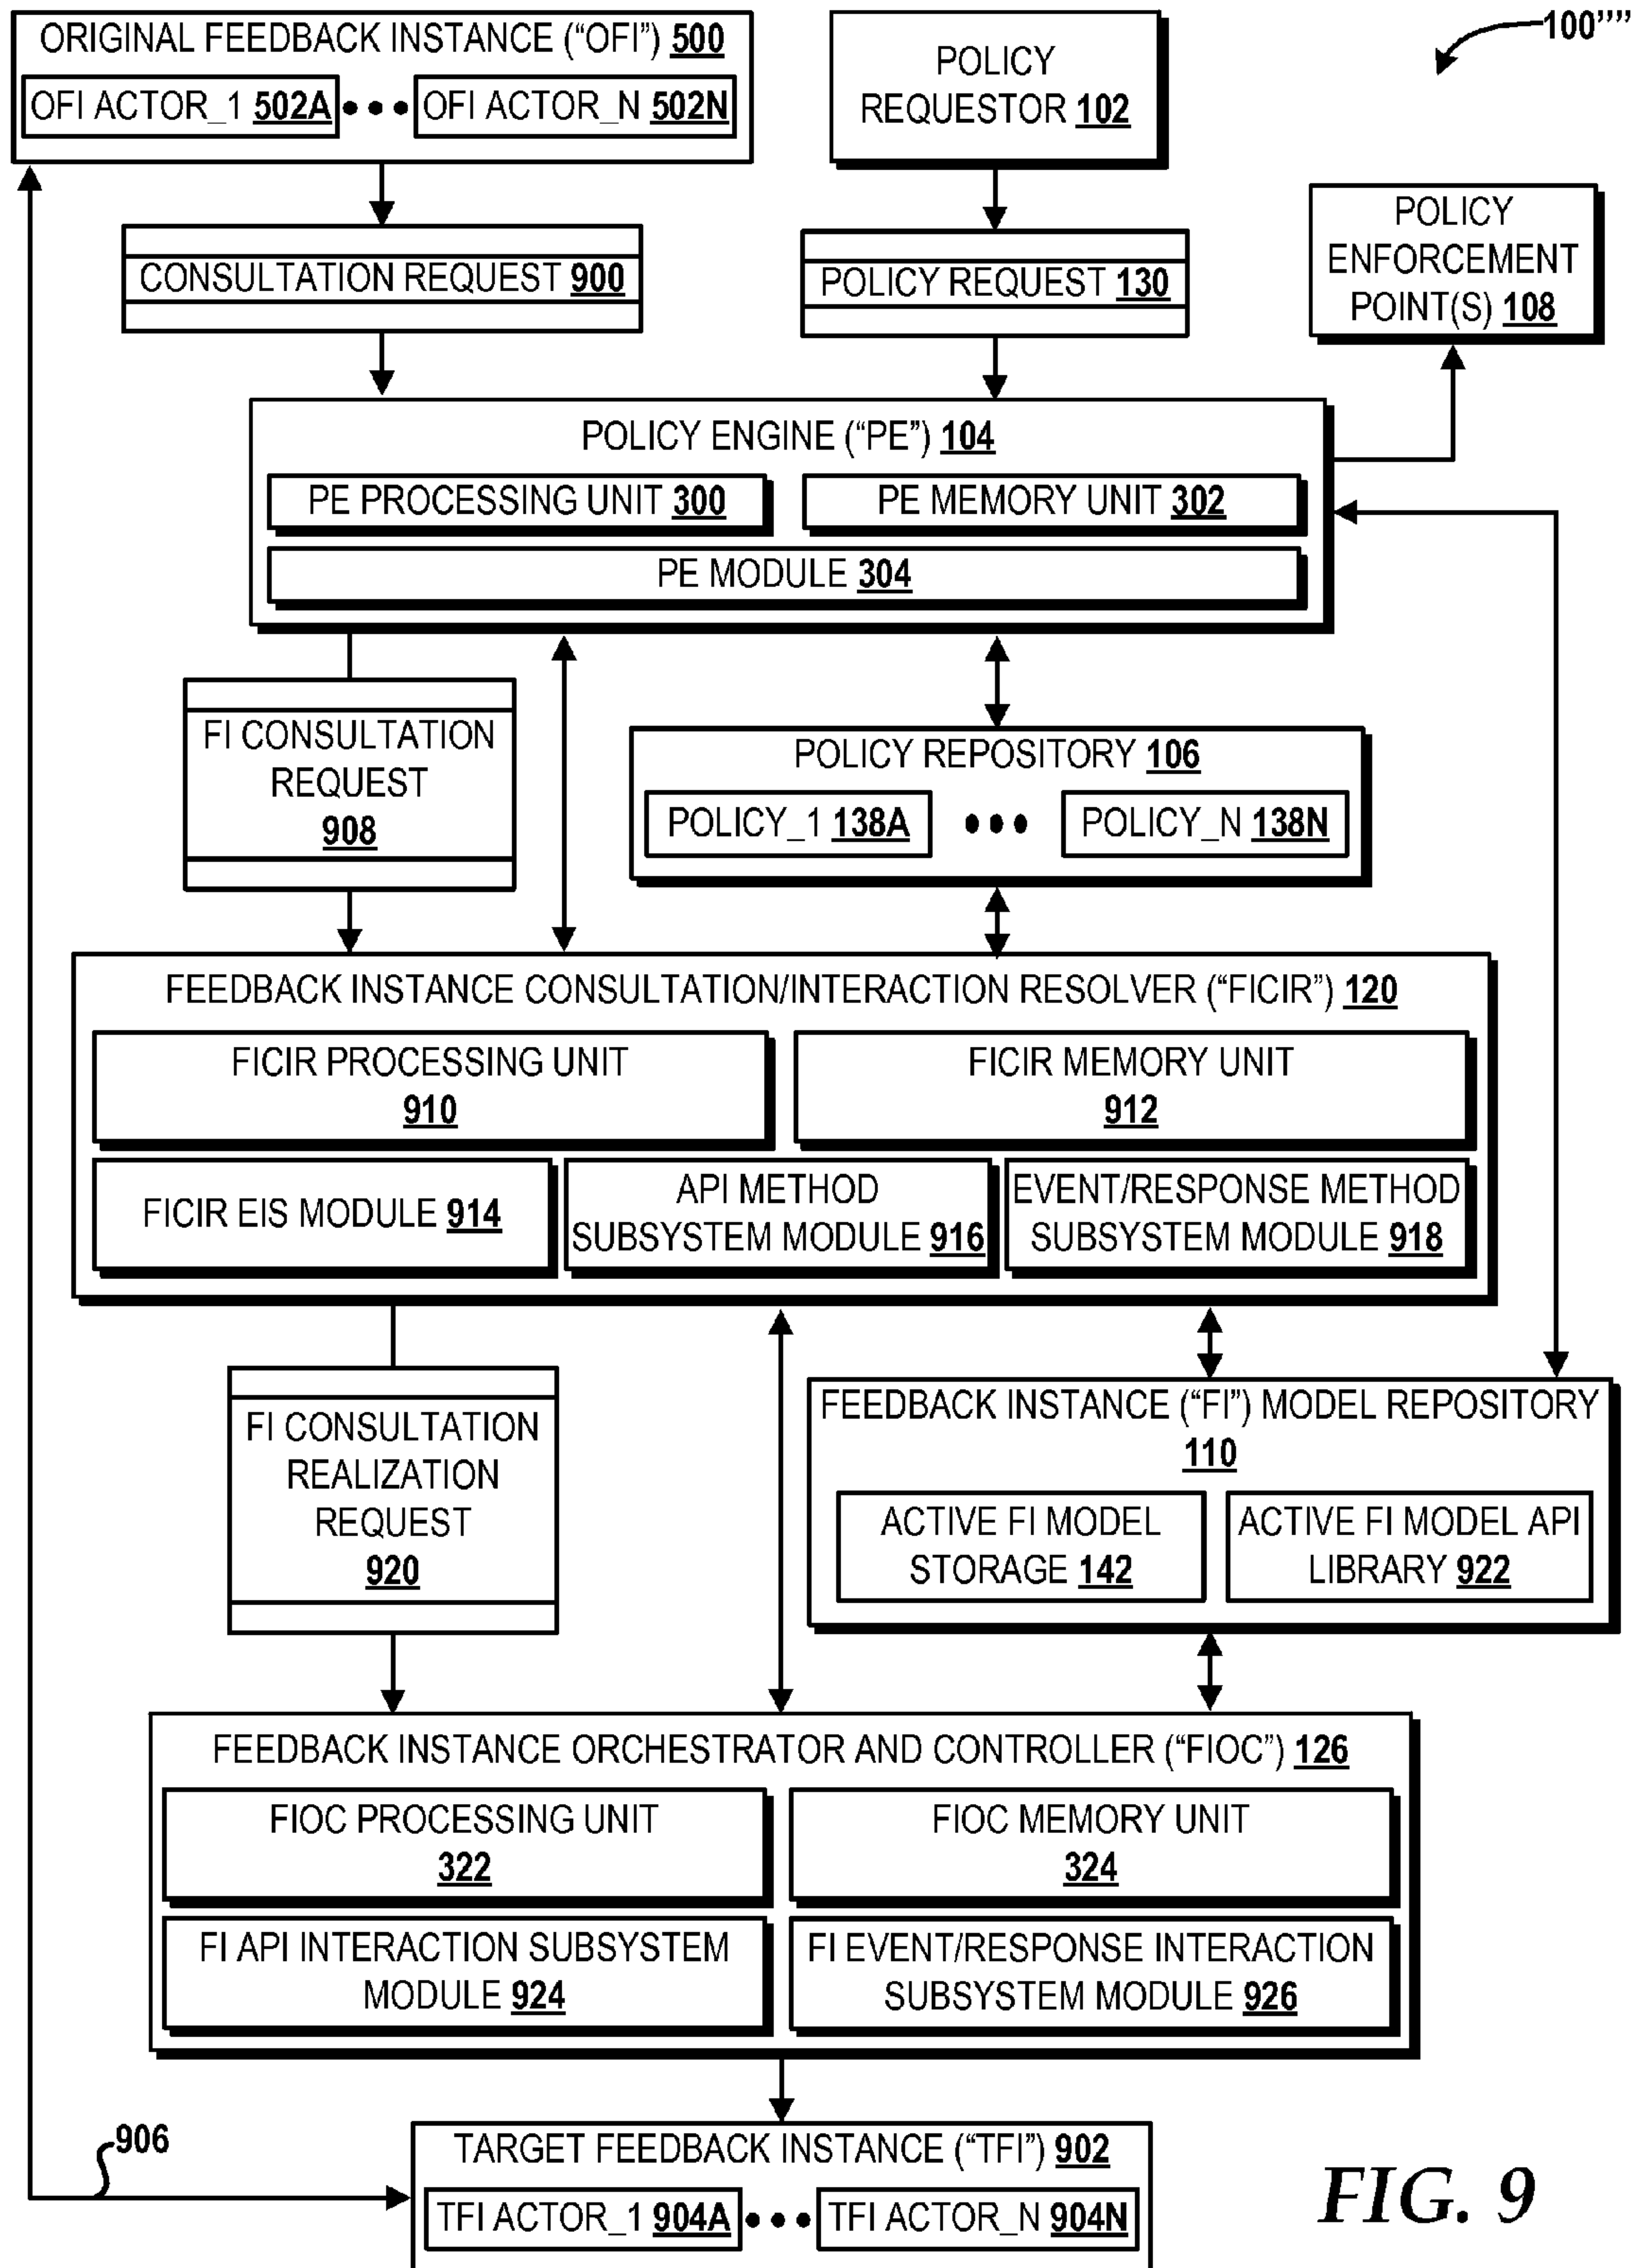 100''''
ORIGINAL FEEDBACK INSTANCE (“OFI”) 500
OFI ACTOR_1 502A ••• OFI ACTOR_N 502N
POLICY
REQUESTOR 102
POLICY
ENFORCEMENT
POINT(S) 108
CONSULTATION REQUEST 900
POLICY REQUEST 130
POLICY ENGINE (“PE”) 104
PE PROCESSING UNIT 300
PE MEMORY UNIT 302
PE MODULE 304
FI CONSULTATION
REQUEST
908
POLICY REPOSITORY 106
POLICY_1 138A ••• POLICY_N 138N
FEEDBACK INSTANCE CONSULTATION/INTERACTION RESOLVER (“FICIR”) 120
FICIR PROCESSING UNIT
910
FICIR MEMORY UNIT
912
FICIR EIS MODULE 914
API METHOD
SUBSYSTEM MODULE 916
EVENT/RESPONSE METHOD
SUBSYSTEM MODULE 918
FI CONSULTATION
REALIZATION
REQUEST
920
FEEDBACK INSTANCE (“FI”) MODEL REPOSITORY
110
ACTIVE FI MODEL
STORAGE 142
ACTIVE FI MODEL API
LIBRARY 922
FEEDBACK INSTANCE ORCHESTRATOR AND CONTROLLER (“FIOC”) 126
FIOC PROCESSING UNIT
322
FIOC MEMORY UNIT
324
FI API INTERACTION SUBSYSTEM
MODULE 924
FI EVENT/RESPONSE INTERACTION
SUBSYSTEM MODULE 926
906
TARGET FEEDBACK INSTANCE (“TFI”) 902
TFI ACTOR_1 904A ••• TFI ACTOR_N 904N
FIG. 9